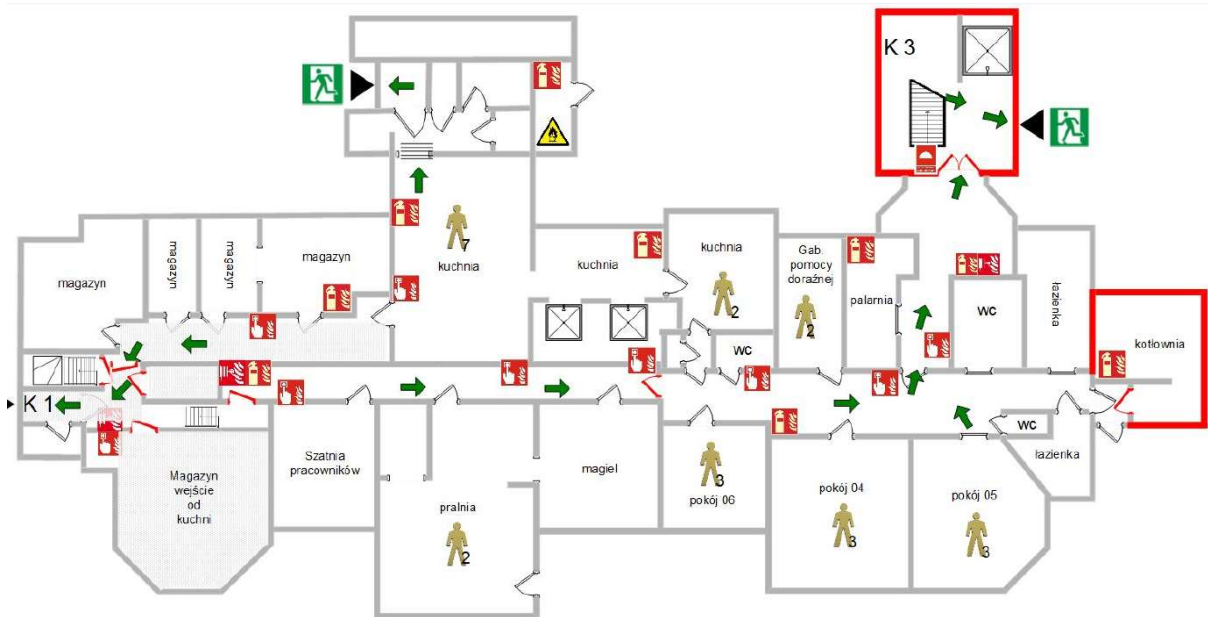 K 3
7
kuchnia
magazyn
magazyn
magazyn
magazyn
kuchnia
kuchnia
2
Gab.
pomocy
doraźnej
2
palarnia
wc
łazienka
kotłownia
wc
K 1
Magazyn
wejście
od
kuchni
Szatnia
pracowników
pralnia
2
magiel
3
pokój 06
pokój 04
3
pokój 05
3
wc
łazienka